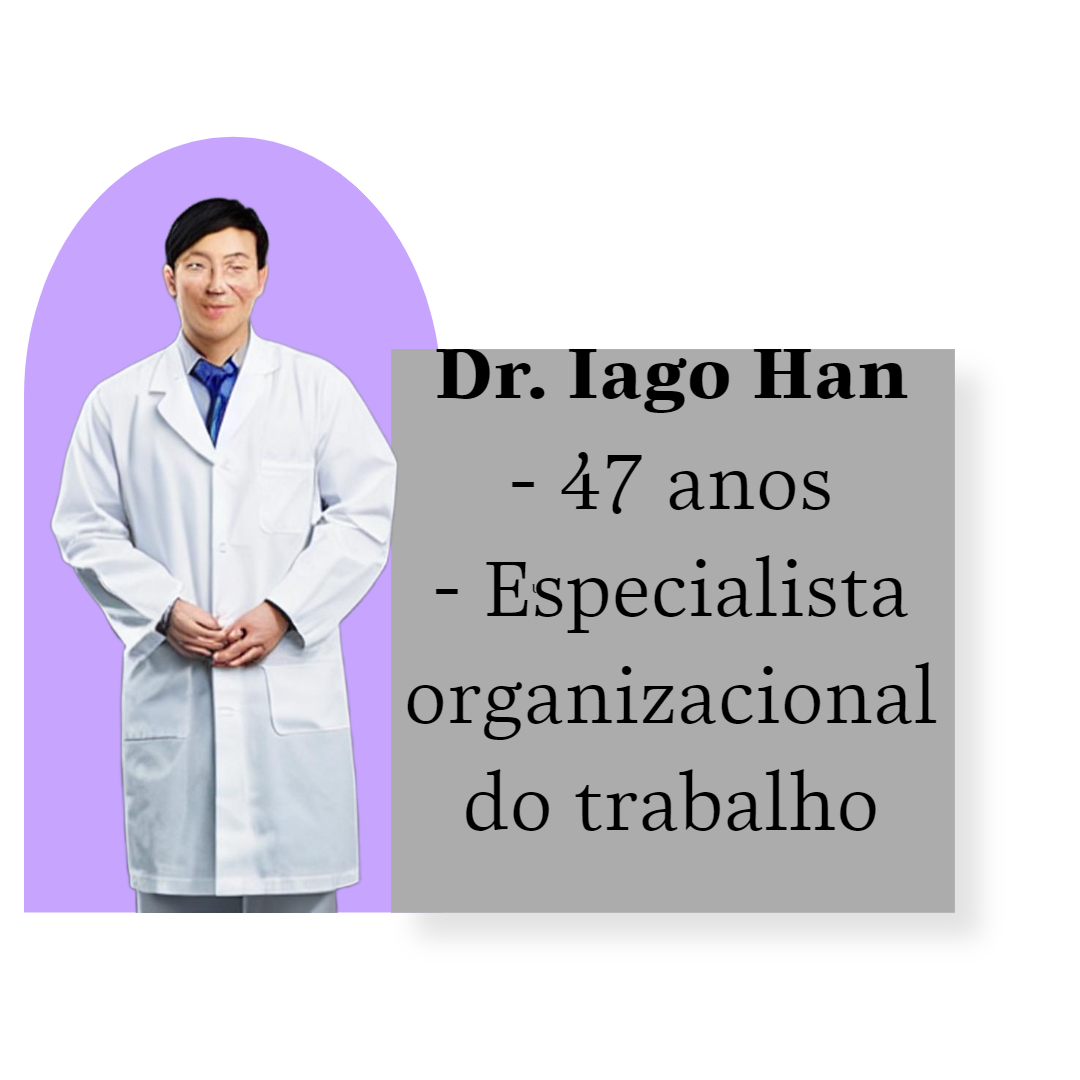 Dr. Iago Han
- 47 anos
- Especialista
organizacional
do trabalho